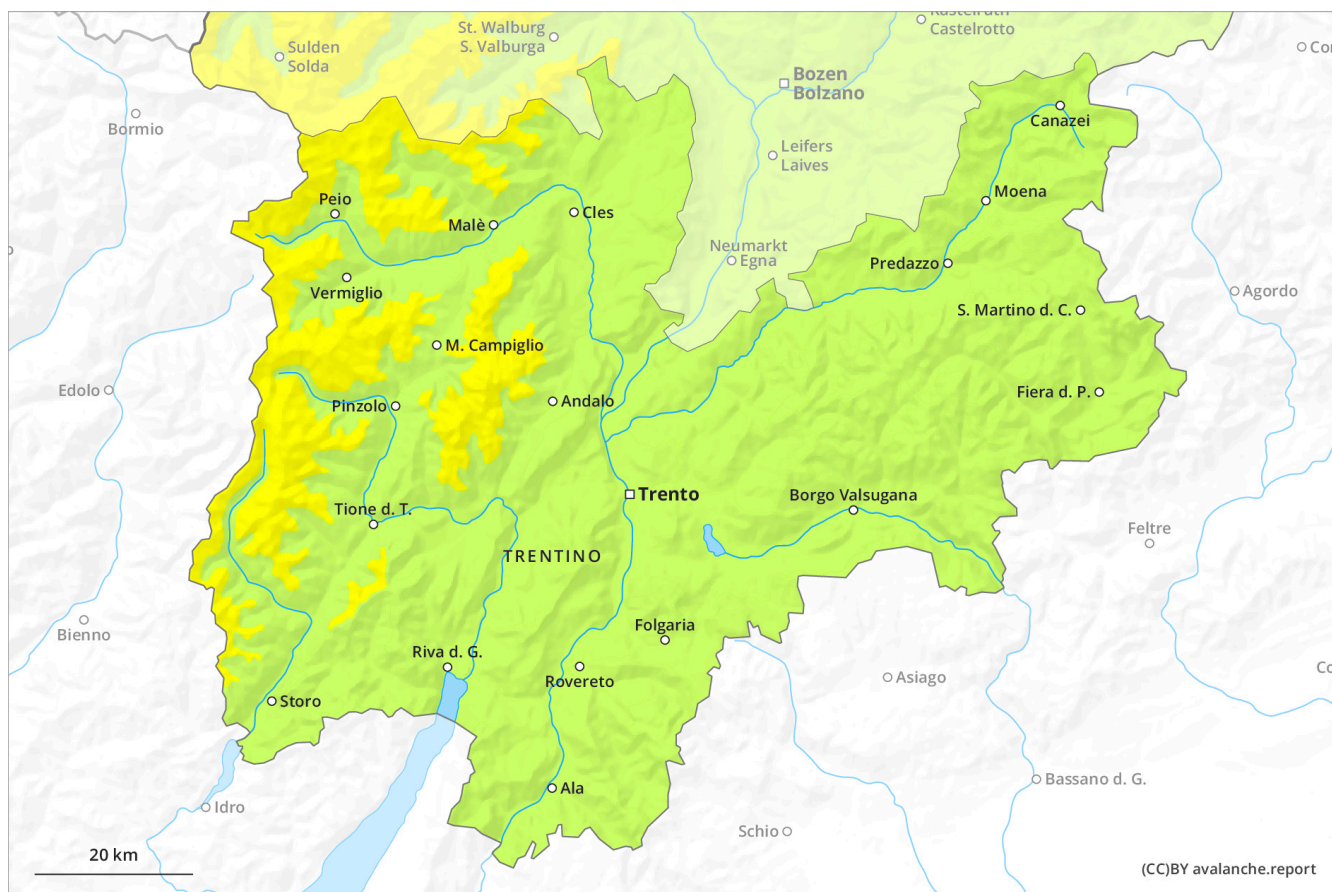 Kastelruth
Castelrotto
St. Walburg
S. Valburga
Sulden
Solda
Bozen
Bolzano
Bormio
Canazei
Leifers
Laives
Peio
Malè
Cles
Moena
Neumarkt
Egna
Predazzo
Vermiglio
Agordo
S. Martino d. C.
M. Campiglio
Edolo
Pinzolo
Andalo
Fiera d. P.
Trento
Borgo Valsugana
Tione d. T.
Feltre
TRENTINO
Bienno
Folgaria
Riva d. G.
Rovereto
Asiago
Storo
Ala
Bassano d. G.
Idro
Schio
20 km
(CC)BY avalanche.report